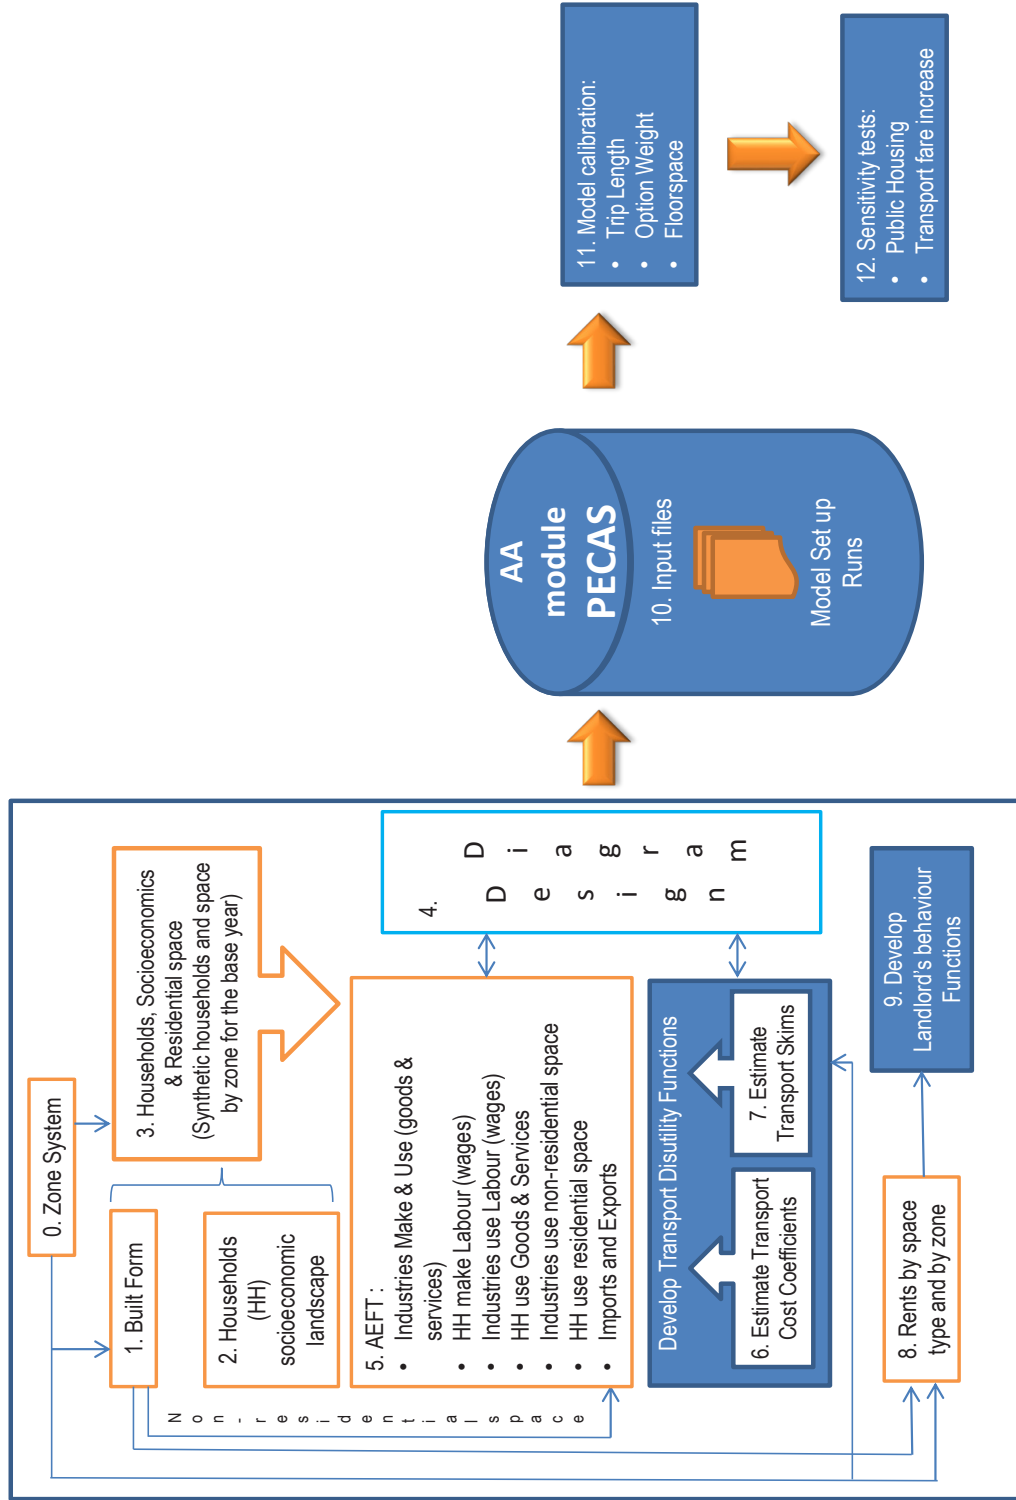 0. Zone System
1. Built Form
2. Households
(HH)
socioeconomic
landscape
3. Households, Socioeconomics
& Residential space
(Synthetic households and space
by zone for the base year)
Non-residential space
5. AEFT :
• Industries Make & Use (goods &
services)
• HH make Labour (wages)
• Industries use Labour (wages)
• HH use Goods & Services
• Industries use non-residential space
• HH use residential space
• Imports and Exports
4.
Design
Diagram
Develop Transport Disutility Functions
6. Estimate Transport
Cost Coefficients
7. Estimate
Transport Skims
8. Rents by space
type and by zone
9. Develop
Landlord's behaviour
Functions
AA
module
PECAS
10. Input files
Model Set up
Runs
11. Model calibration:
• Trip Length
• Option Weight
• Floorspace
12. Sensitivity tests:
• Public Housing
• Transport fare increase